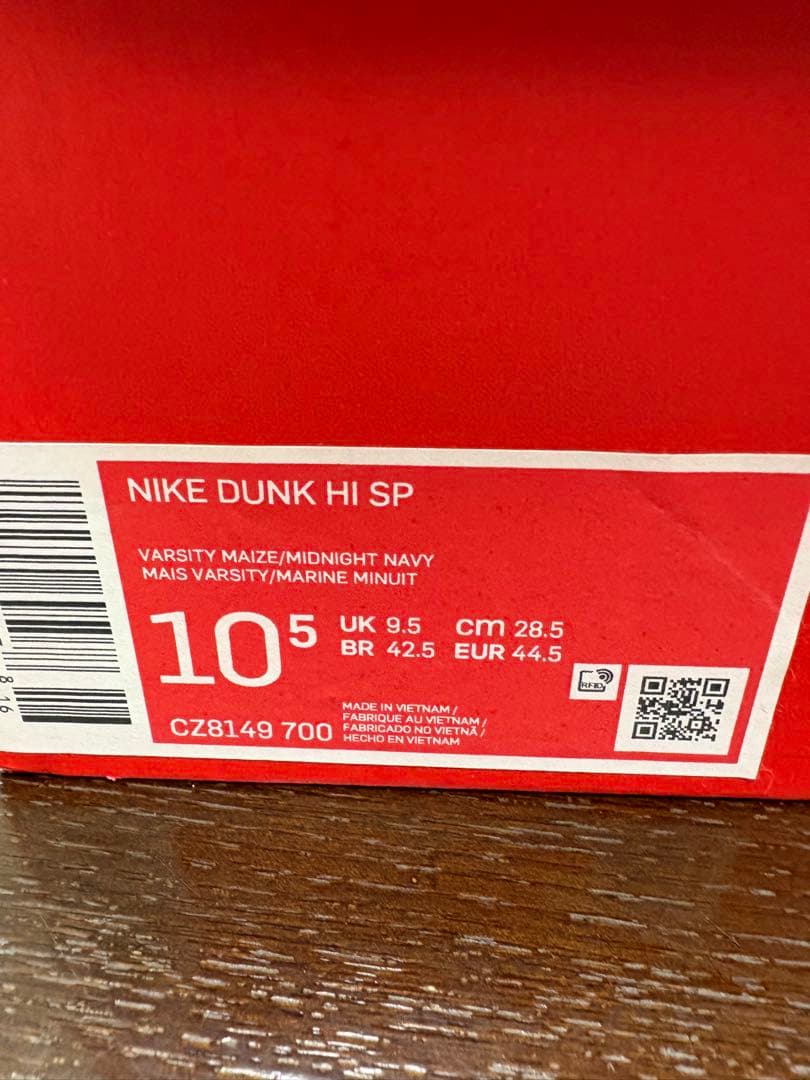 NIKE DUNK HI SP
VARSITY MAIZE/MIDNIGHT NAVY
MAIS VARSITY/MARINE MINUIT
10⁵
UK 9.5 cm 28.5
BR 42.5 EUR 44.5
RFID
CZ8149 700
MADE IN VIETNAM /
FABRIQUE AU VIETNAM /
FABRICADO NO VIETNÃ /
HECHO EN VIETNAM